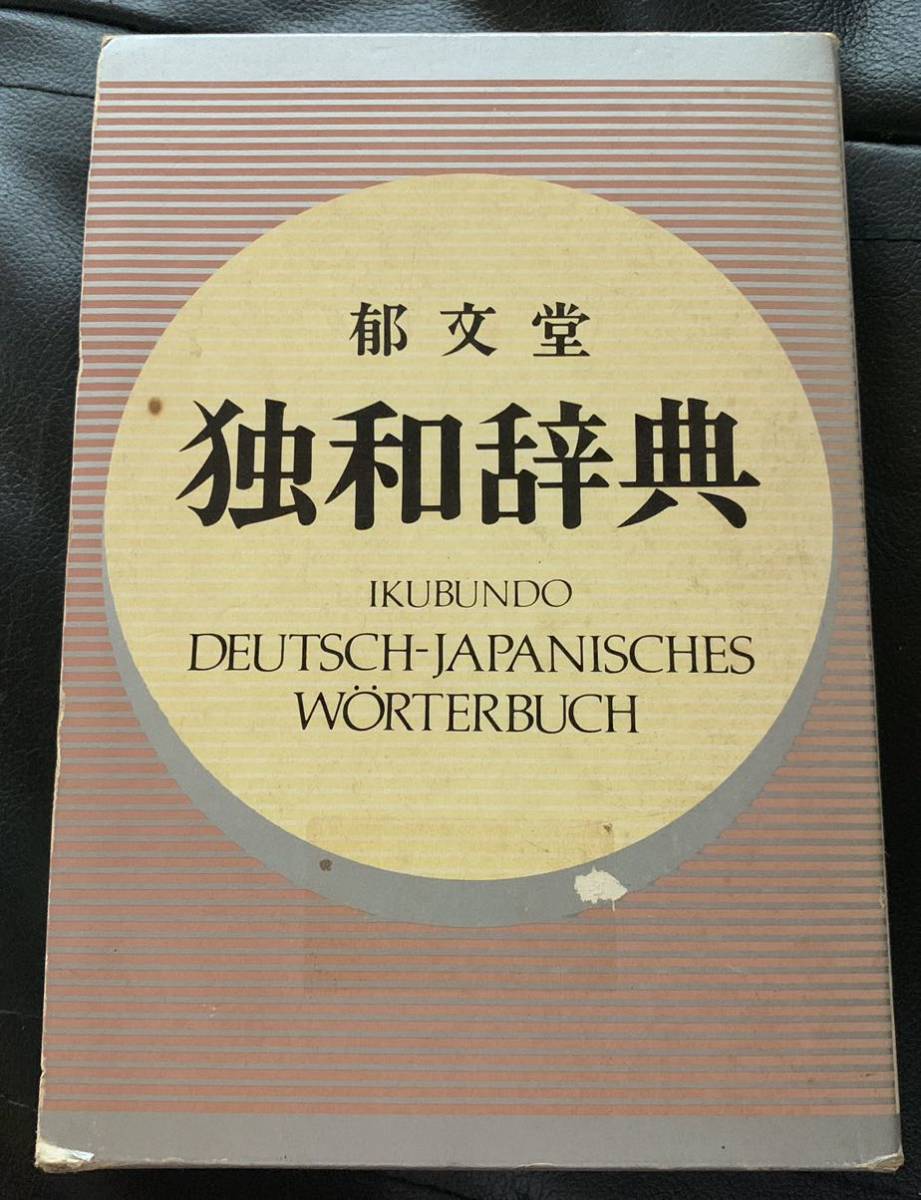 郁文堂
独和辞典
IKUBUNDO
DEUTSCH-JAPANISCHES
WÖRTERBUCH